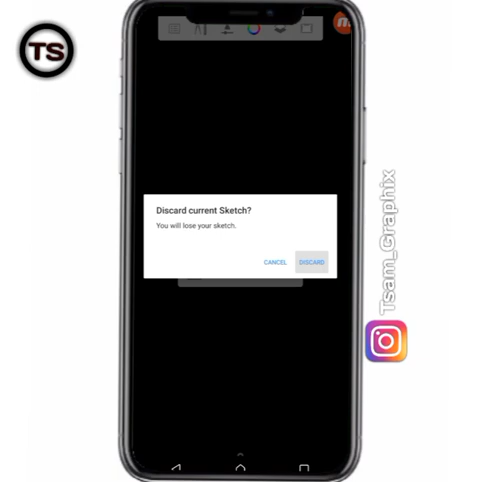 TS
Discard current Sketch?
You will lose your sketch.
CANCEL
DISCARD
Tsam_Graphix